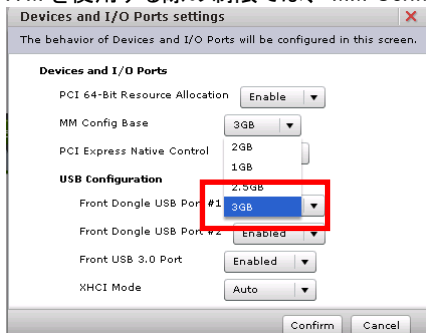 Devices and I/O Ports settings
The behavior of Devices and I/O Ports will be configured in this screen.
Devices and I/O Ports
PCI 64-Bit Resource Allocation Enable
MM Config Base 3GB
2GB
PCI Express Native Control
1GB
USB Configuration
2.5GB
Front Dongle USB Port #1
3GB
Front Dongle USB Port #2 Enabled
Front USB 3.0 Port Enabled
XHCI Mode Auto
Confirm Cancel